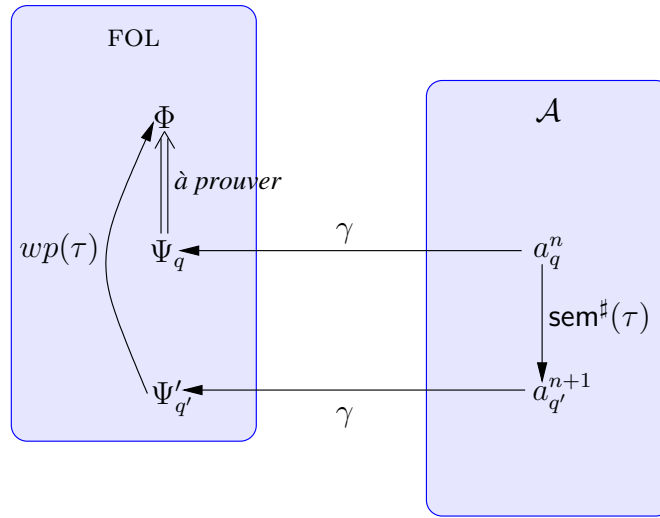 FOL
𝒜
Φ
à prouver
wp(τ)
Ψ_q
γ
a_q^n
sem^♯(τ)
Ψ'_{q'}
γ
a_{q'}^{n+1}